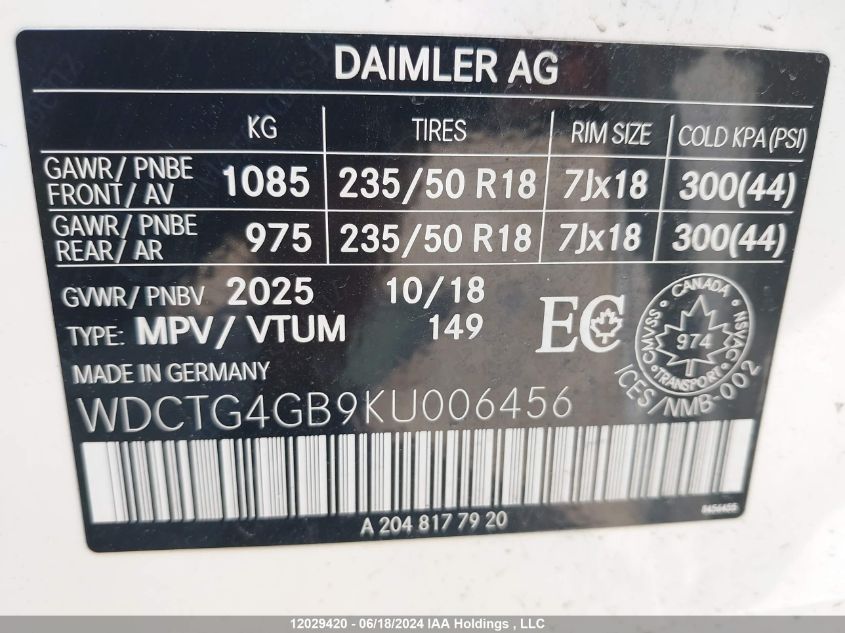 DAIMLER AG
KG TIRES RIM SIZE COLD KPA (PSI)
GAWR/ PNBE FRONT/ AV 1085 235/50 R18 7Jx18 300(44)
GAWR/ PNBE REAR/ AR 975 235/50 R18 7Jx18 300(44)
GVWR/ PNBV 2025 10/18
TYPE: MPV/ VTUM 149
EC
CANADA
CMVSS 974 NSVAC
TRANSPORT
ICES/NMB-002
MADE IN GERMANY
WDCTG4GB9KU006456
A 204 817 79 20
12029420 - 06/18/2024 IAA Holdings , LLC